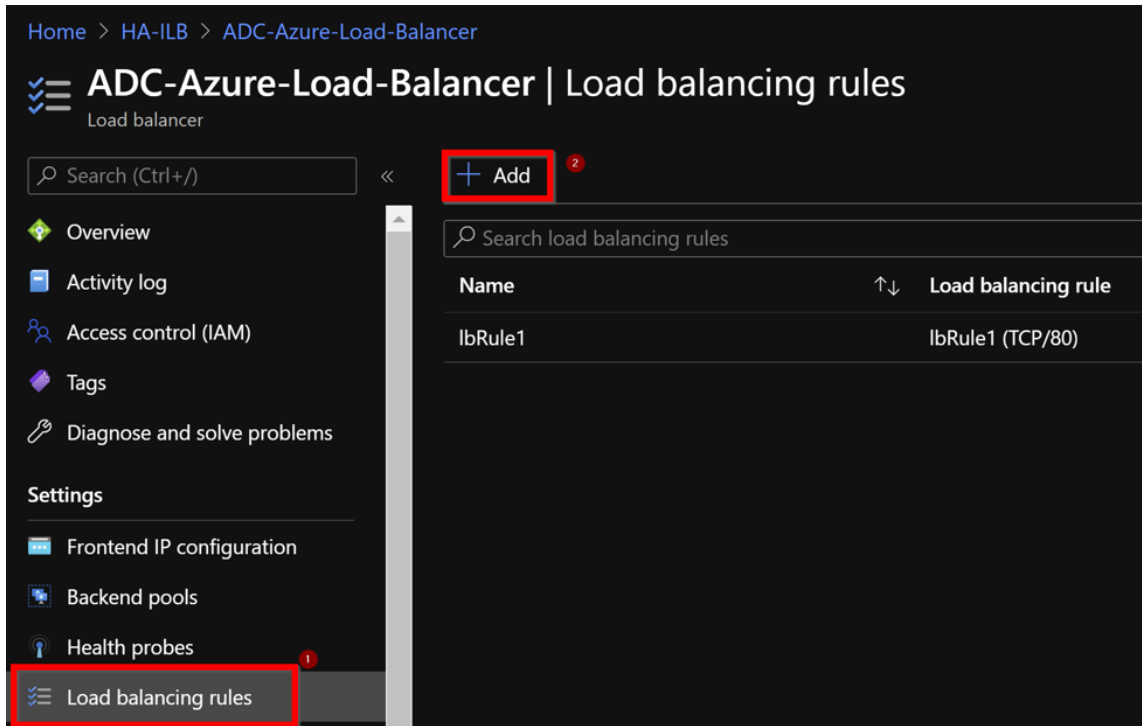 Home > HA-ILB > ADC-Azure-Load-Balancer
ADC-Azure-Load-Balancer | Load balancing rules
Load balancer
Search (Ctrl+/)
«
+ Add
2
Overview
Search load balancing rules
Activity log
Name ↑↓ Load balancing rule
Access control (IAM)
lbRule1 lbRule1 (TCP/80)
Tags
Diagnose and solve problems
Settings
Frontend IP configuration
Backend pools
Health probes
1
Load balancing rules